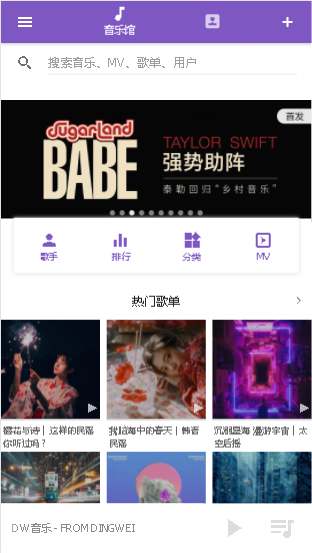 音乐馆
搜索音乐、MV、歌单、用户
首发
Sugarland
BABE
TAYLOR SWIFT
强势助阵
泰勒回归“乡村音乐”
歌手
排行
分类
MV
热门歌单
樱花与诗 | 这样的民谣
你听过吗?
我临海中的春天 | 韩语
民谣
沉溺星海 漫游宇宙 | 太
空后摇
DW音乐 - FROM DINGWEI